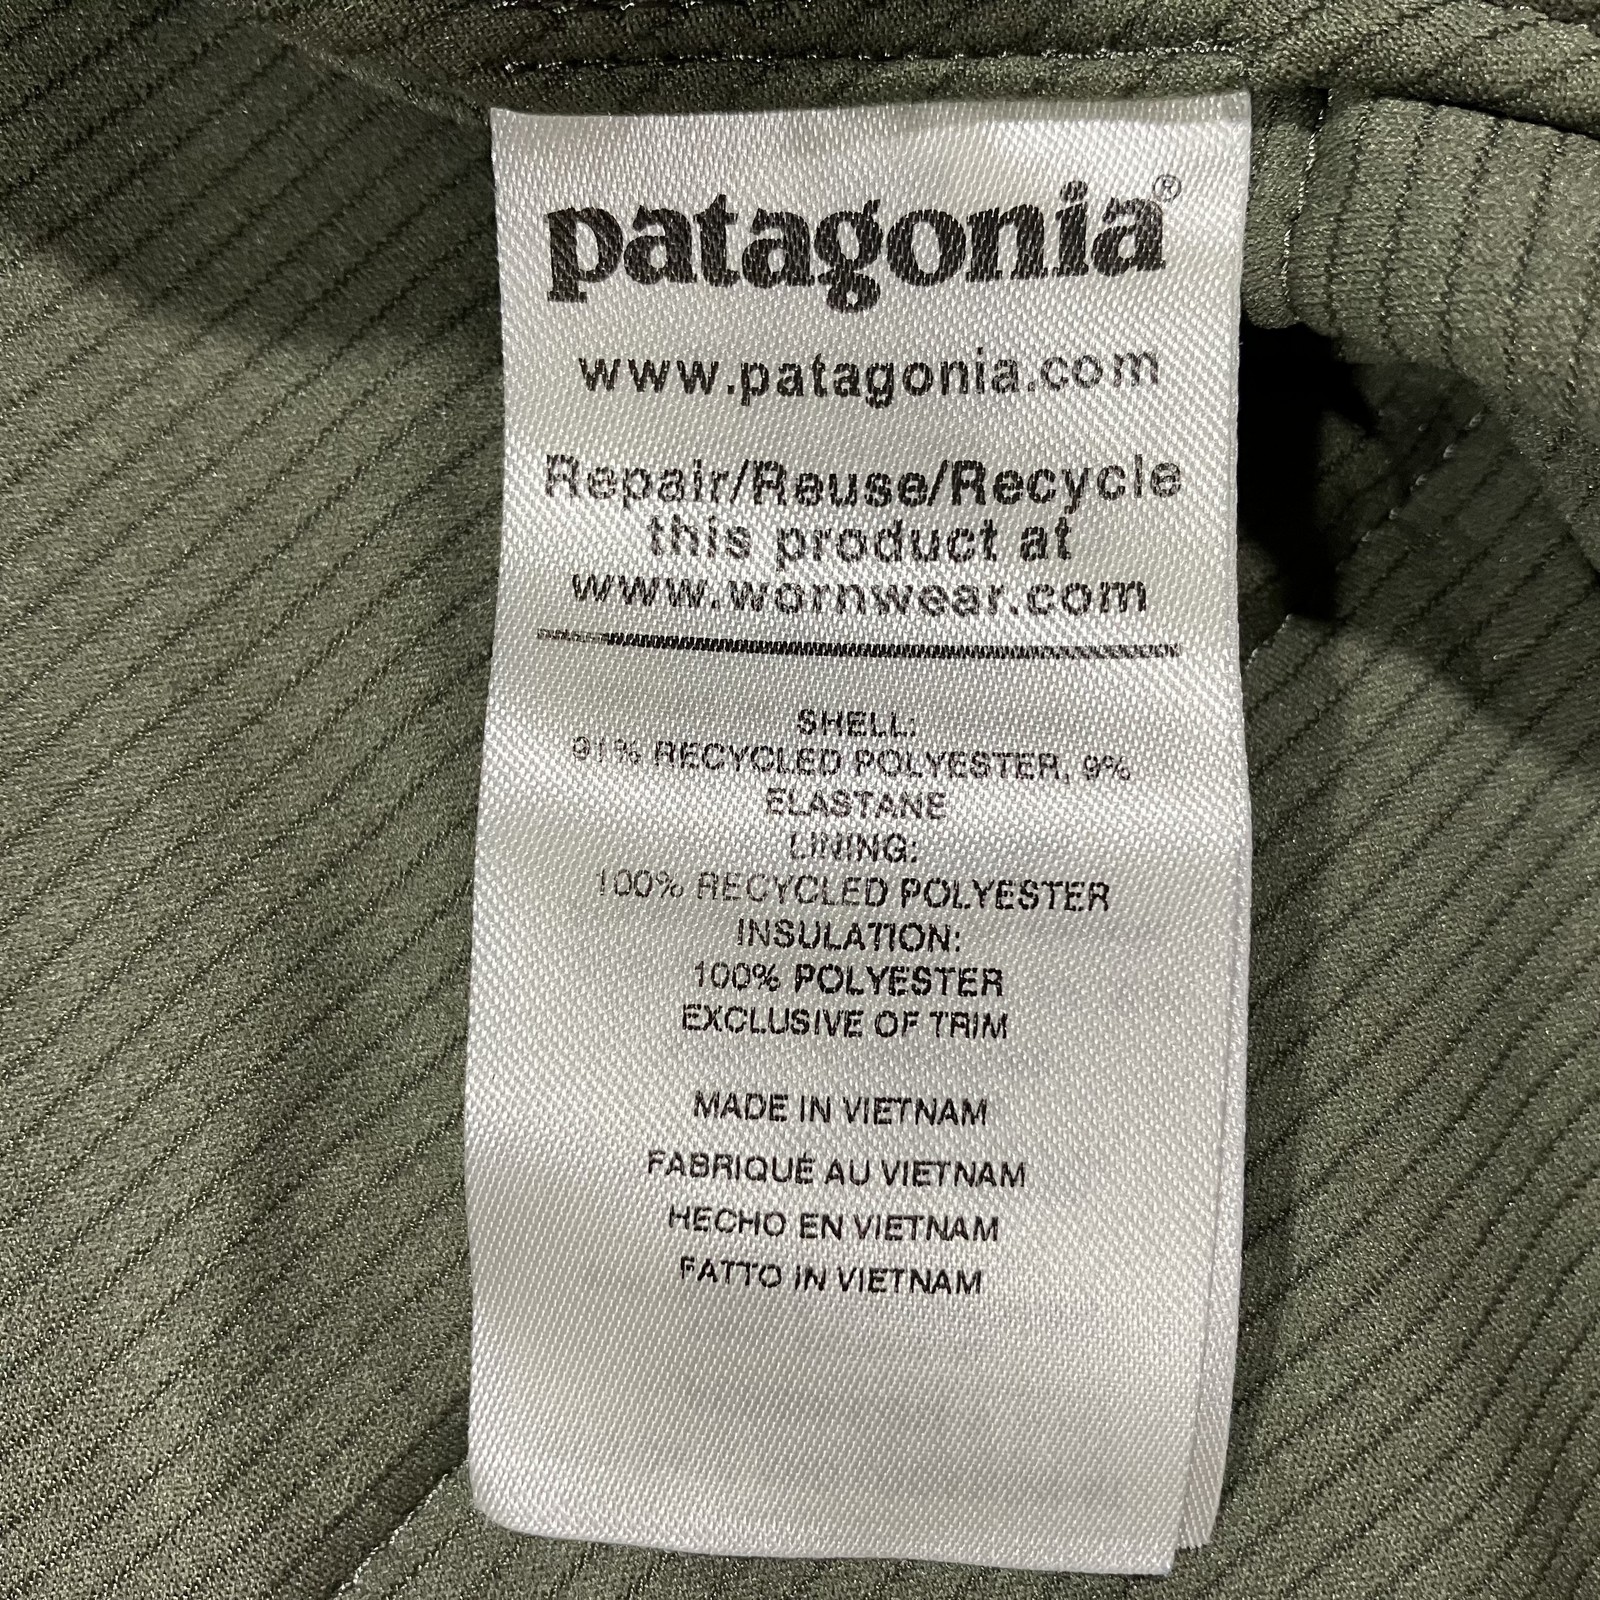 patagonia®
www.patagonia.com
Repair/Reuse/Recycle
this product at
www.wornwear.com
SHELL:
91% RECYCLED POLYESTER, 9%
ELASTANE
LINING:
100% RECYCLED POLYESTER
INSULATION:
100% POLYESTER
EXCLUSIVE OF TRIM
MADE IN VIETNAM
FABRIQUÉ AU VIETNAM
HECHO EN VIETNAM
FATTO IN VIETNAM